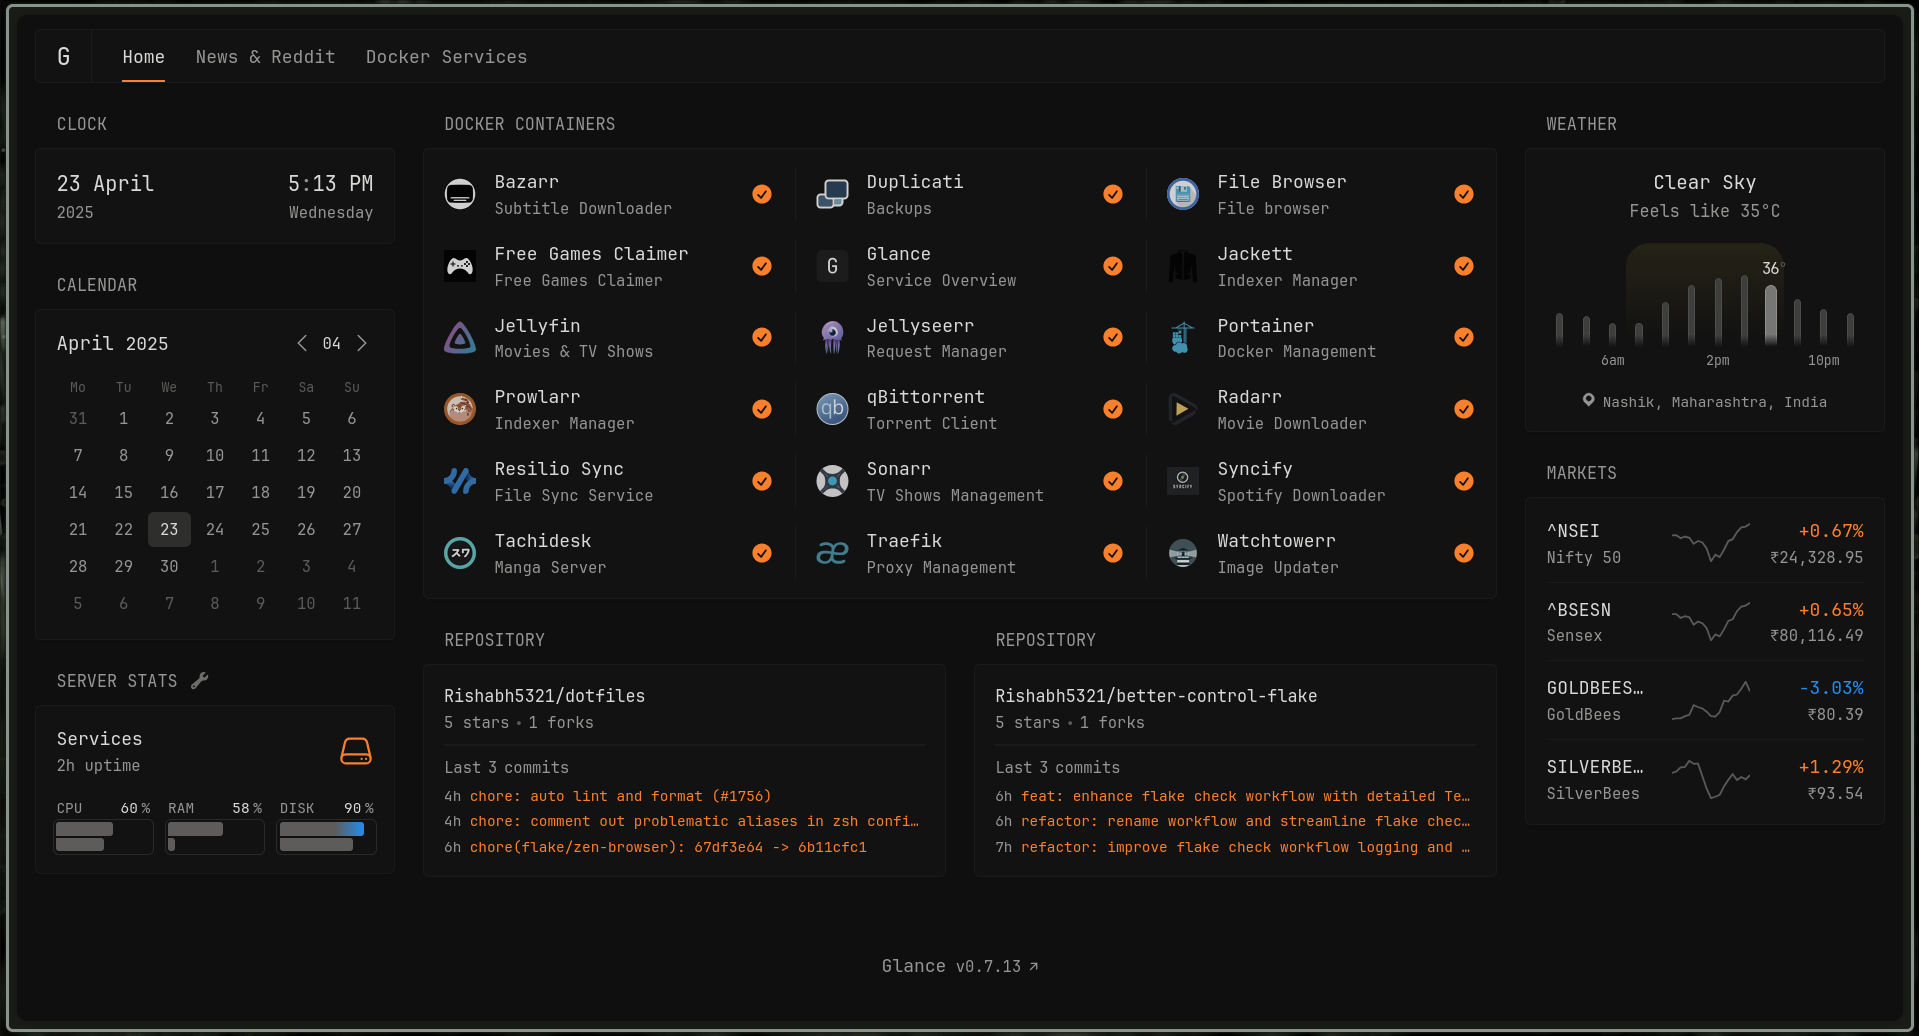 G
Home
News & Reddit
Docker Services
CLOCK
23 April
5:13 PM
2025
Wednesday
CALENDAR
April 2025
04
Mo Tu We Th Fr Sa Su
31 1 2 3 4 5 6
7 8 9 10 11 12 13
14 15 16 17 18 19 20
21 22 23 24 25 26 27
28 29 30 1 2 3 4
5 6 7 8 9 10 11
SERVER STATS
Services
2h uptime
CPU 60% RAM 58% DISK 90%
DOCKER CONTAINERS
Bazarr
Subtitle Downloader
Duplicati
Backups
File Browser
File browser
Free Games Claimer
Free Games Claimer
G
Glance
Service Overview
Jackett
Indexer Manager
Jellyfin
Movies & TV Shows
Jellyseerr
Request Manager
Portainer
Docker Management
Prowlarr
Indexer Manager
qb
qBittorrent
Torrent Client
Radarr
Movie Downloader
Resilio Sync
File Sync Service
Sonarr
TV Shows Management
SYNCIFY
Syncify
Spotify Downloader
スワ
Tachidesk
Manga Server
æ
Traefik
Proxy Management
Watchtowerr
Image Updater
REPOSITORY
Rishabh5321/dotfiles
5 stars • 1 forks
Last 3 commits
4h chore: auto lint and format (#1756)
4h chore: comment out problematic aliases in zsh confi…
6h chore(flake/zen-browser): 67df3e64 -> 6b11cfc1
REPOSITORY
Rishabh5321/better-control-flake
5 stars • 1 forks
Last 3 commits
6h feat: enhance flake check workflow with detailed Te…
6h refactor: rename workflow and streamline flake chec…
7h refactor: improve flake check workflow logging and …
WEATHER
Clear Sky
Feels like 35°C
36°
6am 2pm 10pm
Nashik, Maharashtra, India
MARKETS
^NSEI
+0.67%
Nifty 50
₹24,328.95
^BSESN
+0.65%
Sensex
₹80,116.49
GOLDBEES…
-3.03%
GoldBees
₹80.39
SILVERBE…
+1.29%
SilverBees
₹93.54
Glance v0.7.13 ↗